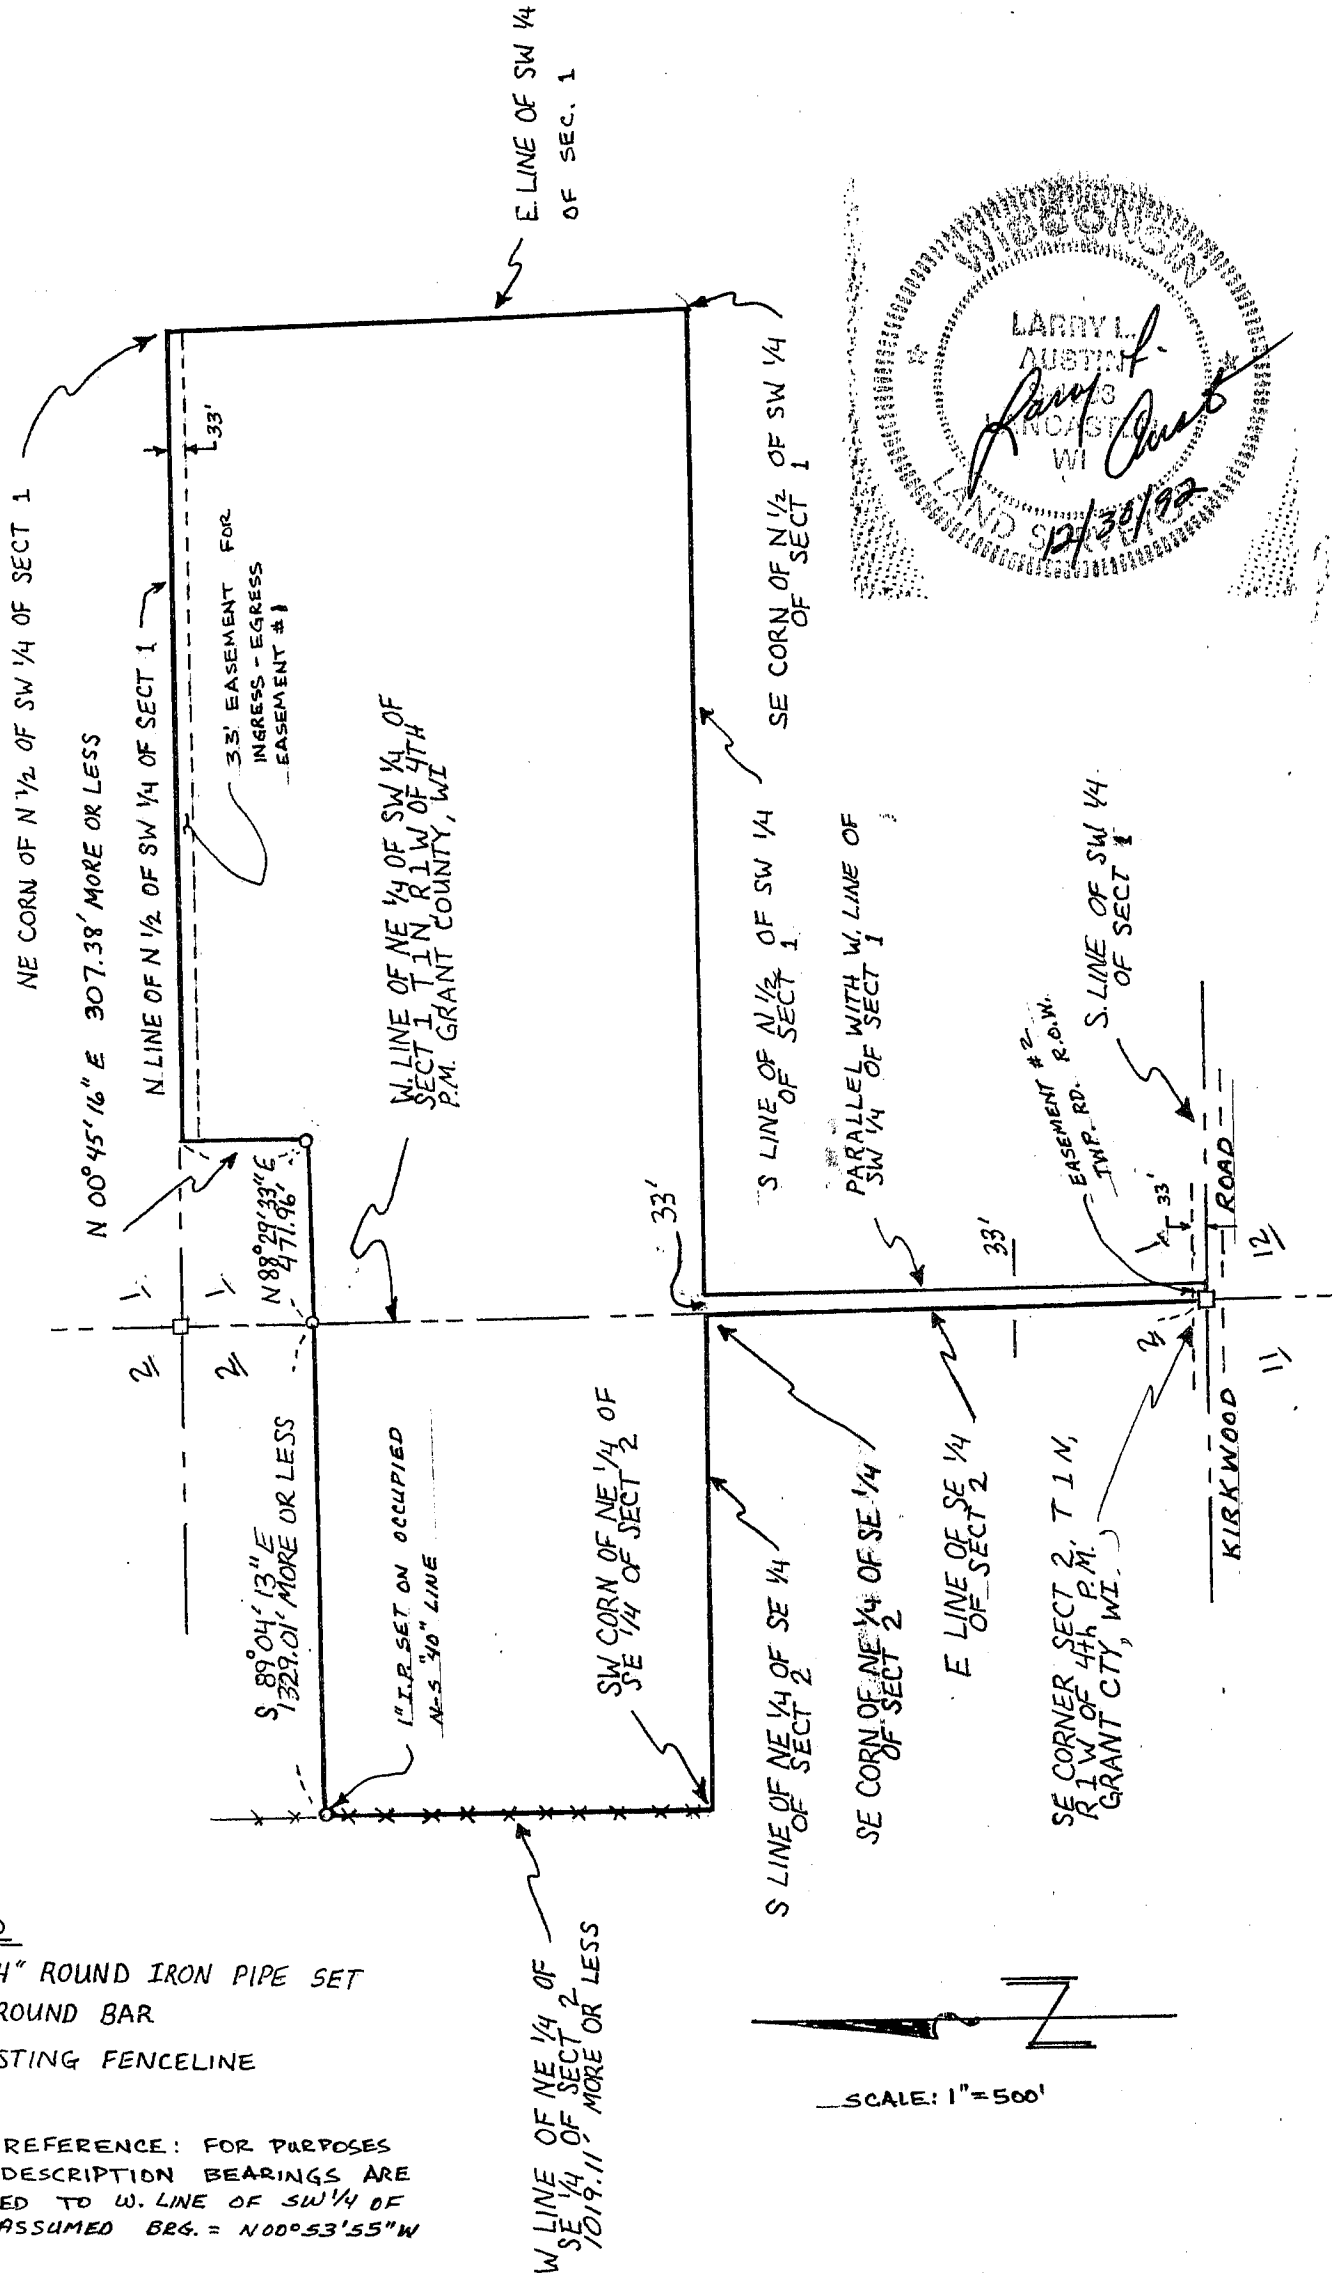 NE CORN OF N 1/2 OF SW 1/4 OF SECT 1
N 00°45'16" E 307.38' MORE OR LESS
N. LINE OF N 1/2 OF SW 1/4 OF SECT 1
33'
33' EASEMENT FOR
INGRESS - EGRESS
EASEMENT #1
E. LINE OF SW 1/4
OF SEC. 1
W. LINE OF NE 1/4 OF SW 1/4 OF
SECT 1 T 1 N R 1 W OF 4TH
P.M. GRANT COUNTY, WI
N 88°29'33" E
471.96'
1
1
2
2
S 89°04'13" E
1329.01' MORE OR LESS
1" I.P. SET ON OCCUPIED
N-S "40" LINE
SW CORN OF NE 1/4 OF
SE 1/4 OF SECT 2
W LINE OF NE 1/4 OF
SE 1/4 OF SECT 2
1019.11' MORE OR LESS
S LINE OF NE 1/4 OF SE 1/4
OF SECT 2
SE CORN OF NE 1/4 OF SE 1/4
OF SECT 2
E LINE OF SE 1/4
OF SECT 2
SE CORNER SECT 2, T 1 N,
R 1 W OF 4th P.M.
GRANT CTY, WI.
33'
33'
S LINE OF N 1/2 OF SW 1/4
OF SECT 1
SE CORN OF N 1/2 OF SW 1/4
OF SECT 1
PARALLEL WITH W. LINE OF
SW 1/4 OF SECT 1
EASEMENT #2
TWP. RD. R.O.W.
S. LINE OF SW 1/4
OF SECT 1
33'
1
2
11
12
KIRKWOOD ROAD
WISCONSIN
LARRY L.
AUSTIN
LANCASTER
WI
LAND SURVEYOR
Larry L. Austin
12/30/92
4" ROUND IRON PIPE SET
ROUND BAR
STING FENCELINE
REFERENCE: FOR PURPOSES
DESCRIPTION BEARINGS ARE
ED TO W. LINE OF SW 1/4 OF
ASSUMED BRG. = N 00°53'55" W
N
SCALE: 1"=500'